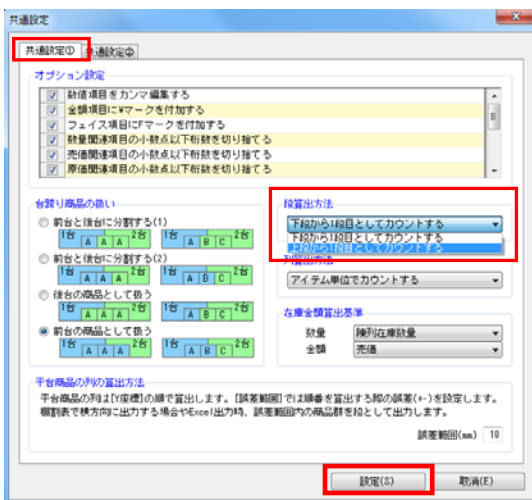 共通設定
共通設定① 共通設定②
オプション設定
数値項目をカンマ編集する
金額項目に¥マークを付加する
フェイス項目にFマークを付加する
数量関連項目の小数点以下桁数を切り捨てる
売価関連項目の小数点以下桁数を切り捨てる
原価関連項目の小数点以下桁数を切り捨てる
台跨り商品の扱い
前台と後台に分割する(1)
1台 A A A 2台 1台 A B C 2台
前台と後台に分割する(2)
1台 A A A 2台 1台 A B C 2台
後台の商品として扱う
1台 A A A 2台 1台 A B C 2台
前台の商品として扱う
1台 A A A 2台 1台 A B C 2台
段算出方法
下段から1段目としてカウントする
下段から1段目としてカウントする
上段から1段目としてカウントする
列算出方法
アイテム単位でカウントする
在庫金額算出基準
数量 陳列在庫数量
金額 売価
平台商品の列の算出方法
平台商品の列は[Y座標]の順で算出します。[誤差範囲]では順番を算出する際の誤差(+-)を設定します。
棚割表で横方向に出力する場合やExcel出力時、誤差範囲内の商品群を段として出力します。
誤差範囲(mm) 10
設定(S) 取消(E)